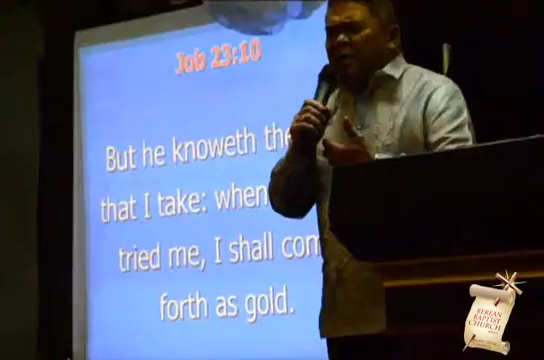 Job 23:10
But he knoweth the
that I take: when
tried me, I shall com
forth as gold.
BEREAN
BAPTIST
CHURCH